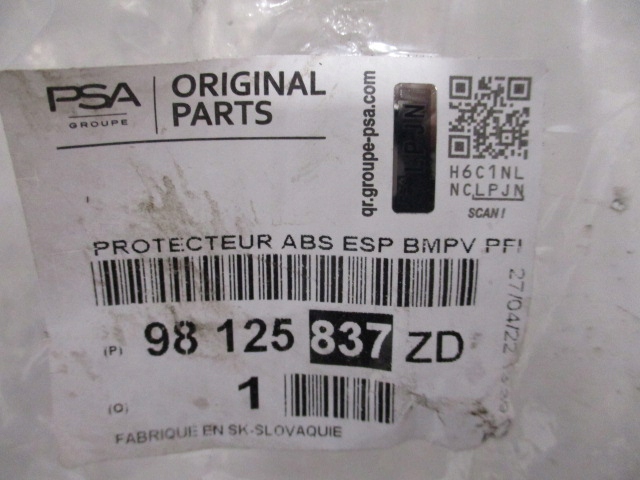 PSA
GROUPE
ORIGINAL
PARTS
qr.groupe-psa.com
LPJN
H6C1NL
NCLPJN
SCAN!
PROTECTEUR ABS ESP BMPV PFI
27/04/22
(P) 98 125 837 ZD
(Q) 1
FABRIQUE EN SK-SLOVAQUIE